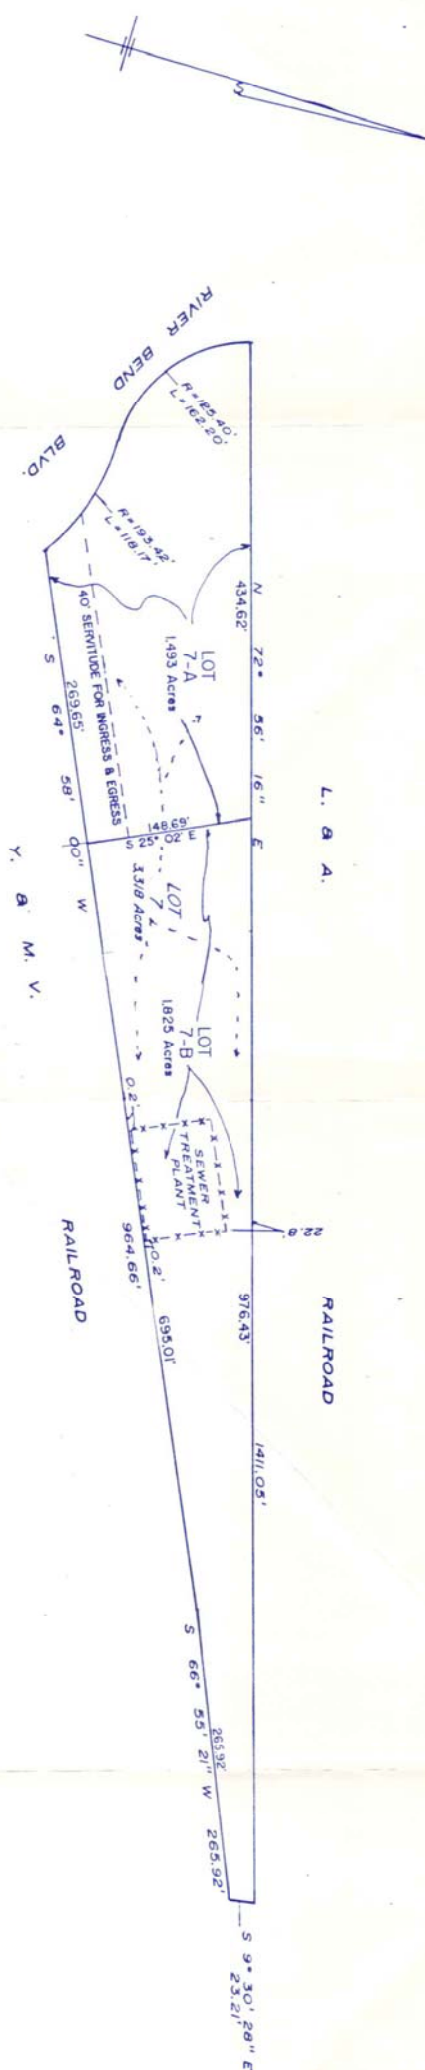 N
RIVER BEND BLVD.
R=125.40'
L=162.20'
R=193.42'
L=118.17'
N 72° 56' 16" E
434.62'
LOT
7-A
1.493 Acres
40' SERVITUDE FOR INGRESS & EGRESS
269.65'
S 64° 58' 00" W
148.69'
S 25° 02' E
L. & A.
RAILROAD
Y. & M. V.
RAILROAD
LOT
7
3.318 Acres
LOT
7-B
1.825 Acres
SEWER
TREATMENT
PLANT
0.2'
0.2'
22.8'
964.66'
695.01'
976.43'
1411.05'
S 66° 55' 21" W 265.92'
265.92'
S 9° 30' 28" E
23.21'